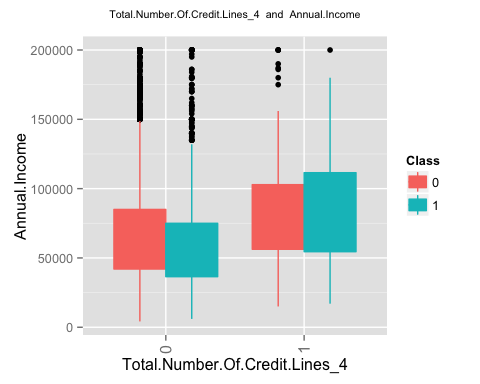 Total.Number.Of.Credit.Lines_4 and Annual.Income
200000
150000
100000
50000
0
Annual.Income
0
1
Total.Number.Of.Credit.Lines_4
Class
0
1